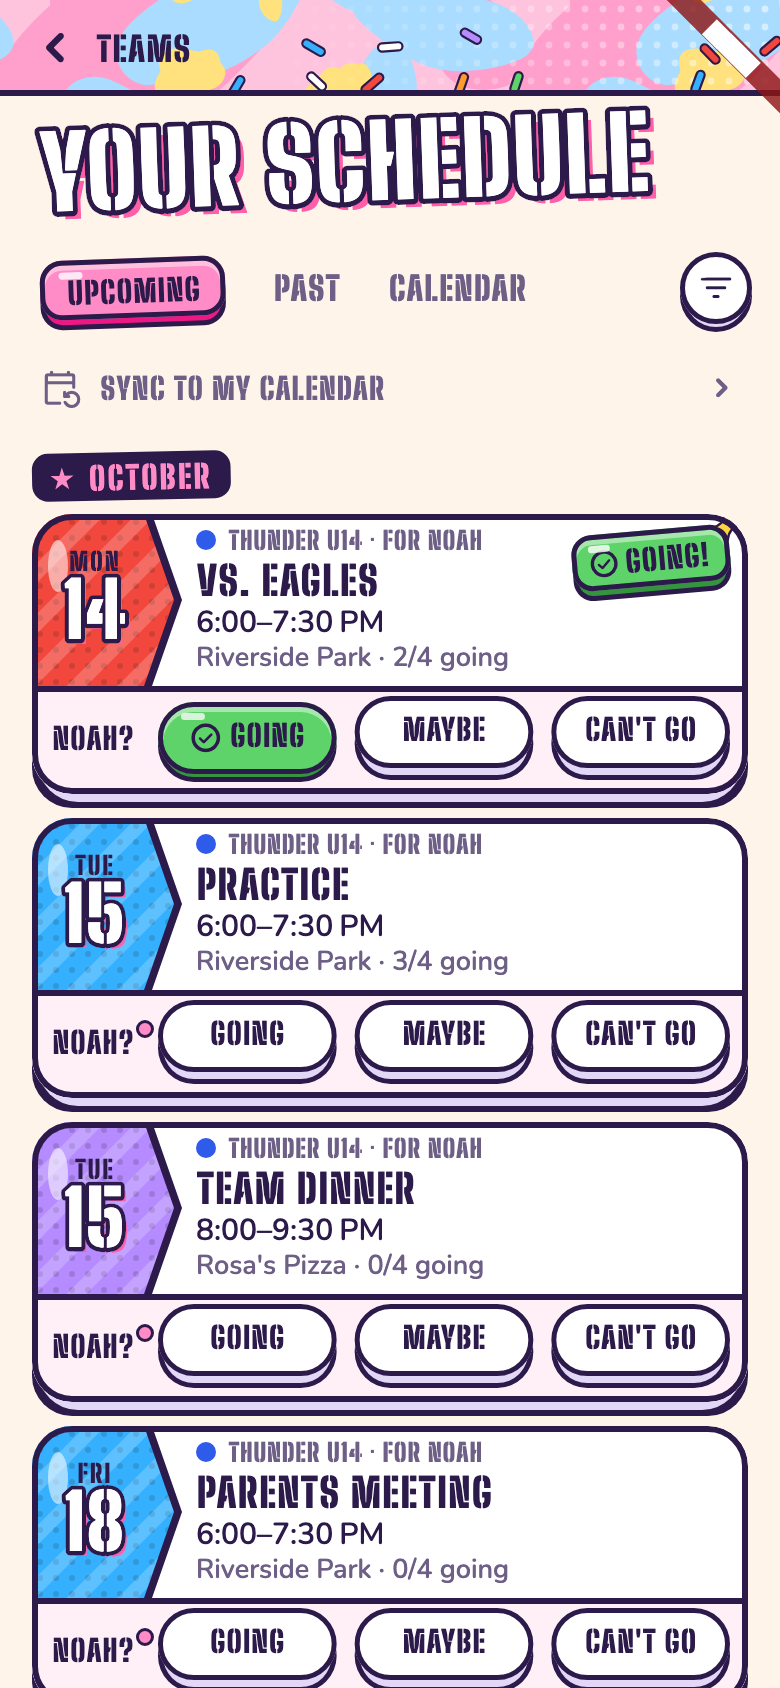 TEAMS
YOUR SCHEDULE
UPCOMING PAST CALENDAR
SYNC TO MY CALENDAR
★ OCTOBER
MON
14
THUNDER U14 · FOR NOAH
VS. EAGLES
6:00–7:30 PM
Riverside Park · 2/4 going
GOING!
NOAH? GOING MAYBE CAN'T GO
TUE
15
THUNDER U14 · FOR NOAH
PRACTICE
6:00–7:30 PM
Riverside Park · 3/4 going
NOAH? GOING MAYBE CAN'T GO
TUE
15
THUNDER U14 · FOR NOAH
TEAM DINNER
8:00–9:30 PM
Rosa's Pizza · 0/4 going
NOAH? GOING MAYBE CAN'T GO
FRI
18
THUNDER U14 · FOR NOAH
PARENTS MEETING
6:00–7:30 PM
Riverside Park · 0/4 going
NOAH? GOING MAYBE CAN'T GO